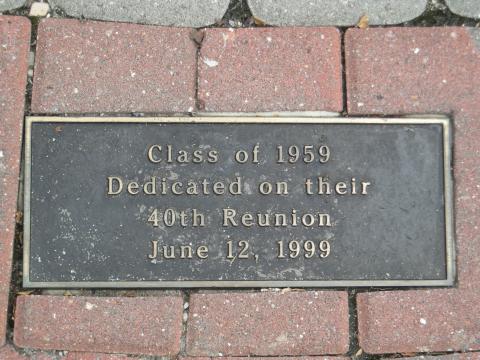 Class of 1959
Dedicated on their
40th Reunion
June 12, 1999